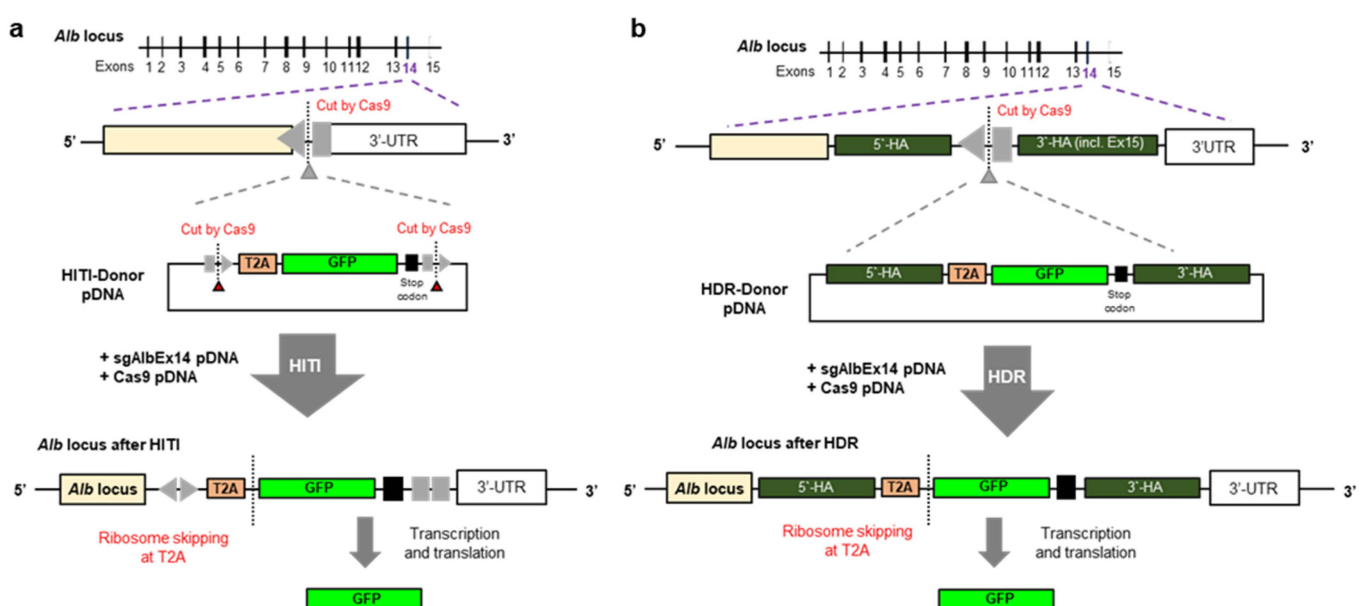 a
Alb locus
Exons 1 2 3 4 5 6 7 8 9 10 11 12 13 14 15
Cut by Cas9
5’ 3’-UTR 3’
Cut by Cas9 Cut by Cas9
HITI-Donor
pDNA
T2A GFP
Stop
codon
+ sgAlbEx14 pDNA
+ Cas9 pDNA
HITI
Alb locus after HITI
5’ Alb locus T2A GFP 3’-UTR 3’
Ribosome skipping
at T2A
Transcription
and translation
GFP
b
Alb locus
Exons 1 2 3 4 5 6 7 8 9 10 11 12 13 14 15
Cut by Cas9
5’ 5’-HA 3’-HA (incl. Ex15) 3’UTR 3’
HDR-Donor
pDNA
5’-HA T2A GFP 3’-HA
Stop
codon
+ sgAlbEx14 pDNA
+ Cas9 pDNA
HDR
Alb locus after HDR
5’ Alb locus 5’-HA T2A GFP 3’-HA 3’-UTR 3’
Ribosome skipping
at T2A
Transcription
and translation
GFP